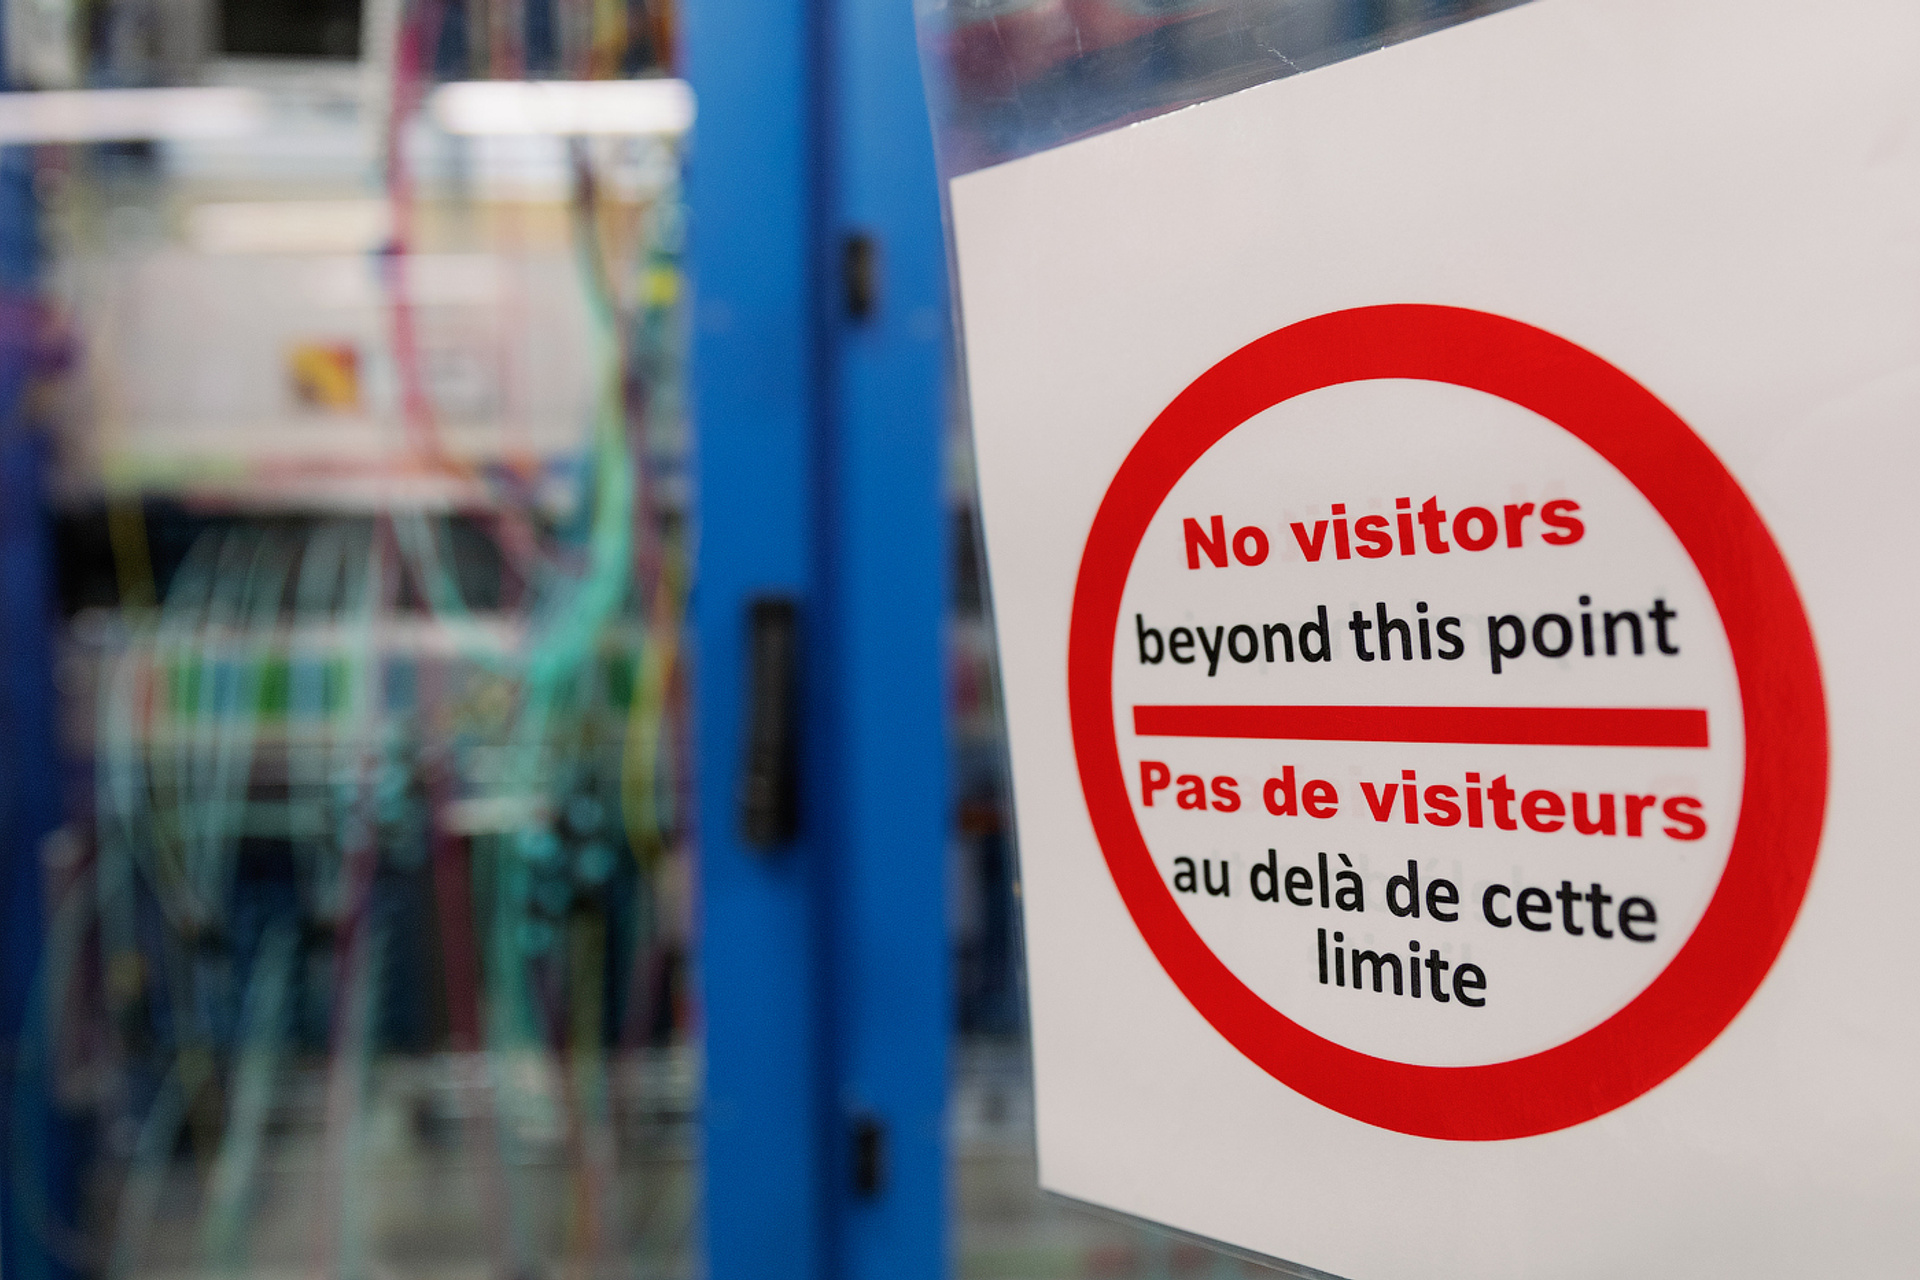 No visitors
beyond this point
Pas de visiteurs
au delà de cette
limite